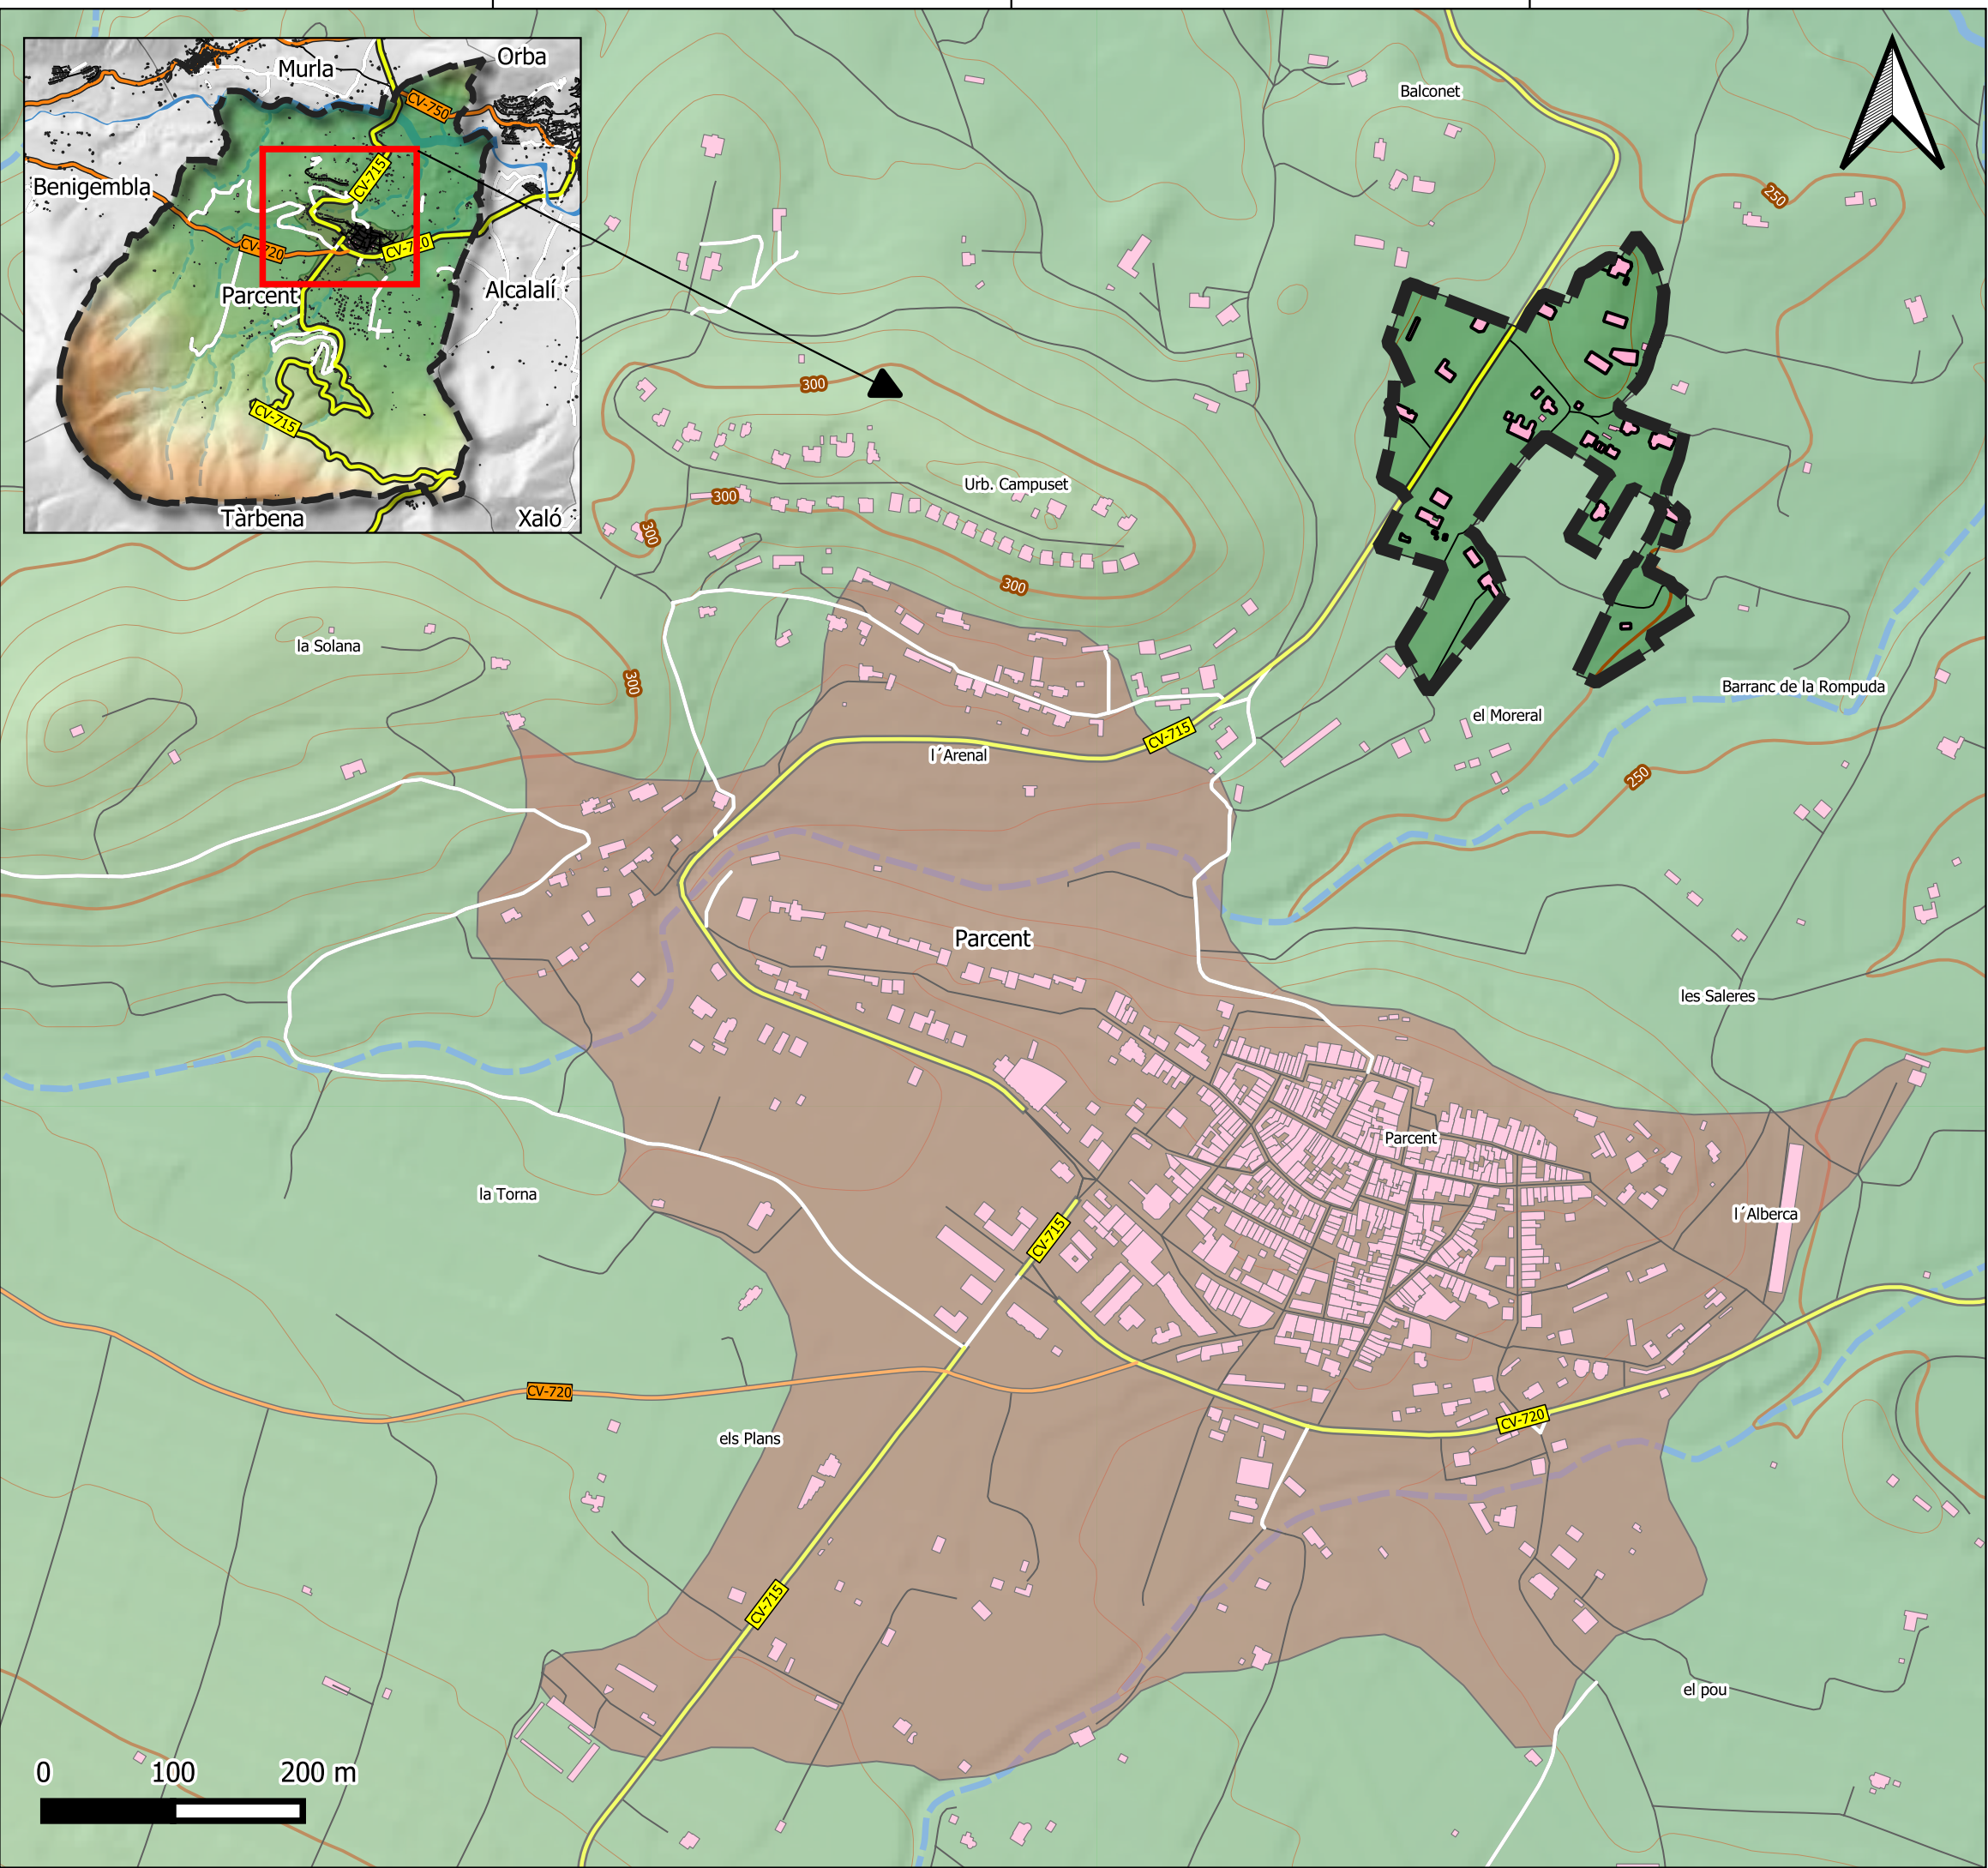 Orba
Murla
CV-750
CV-715
Benigembla
CV-720
CV-720
Parcent
Alcalalí
CV-715
Tàrbena
Xaló
Balconet
250
300
300
Urb. Campuset
300
300
la Solana
300
Barranc de la Rompuda
el Moreral
CV-715
l´Arenal
250
Parcent
les Saleres
Parcent
la Torna
l´Alberca
CV-715
CV-720
CV-720
els Plans
CV-715
el pou
0 100 200 m